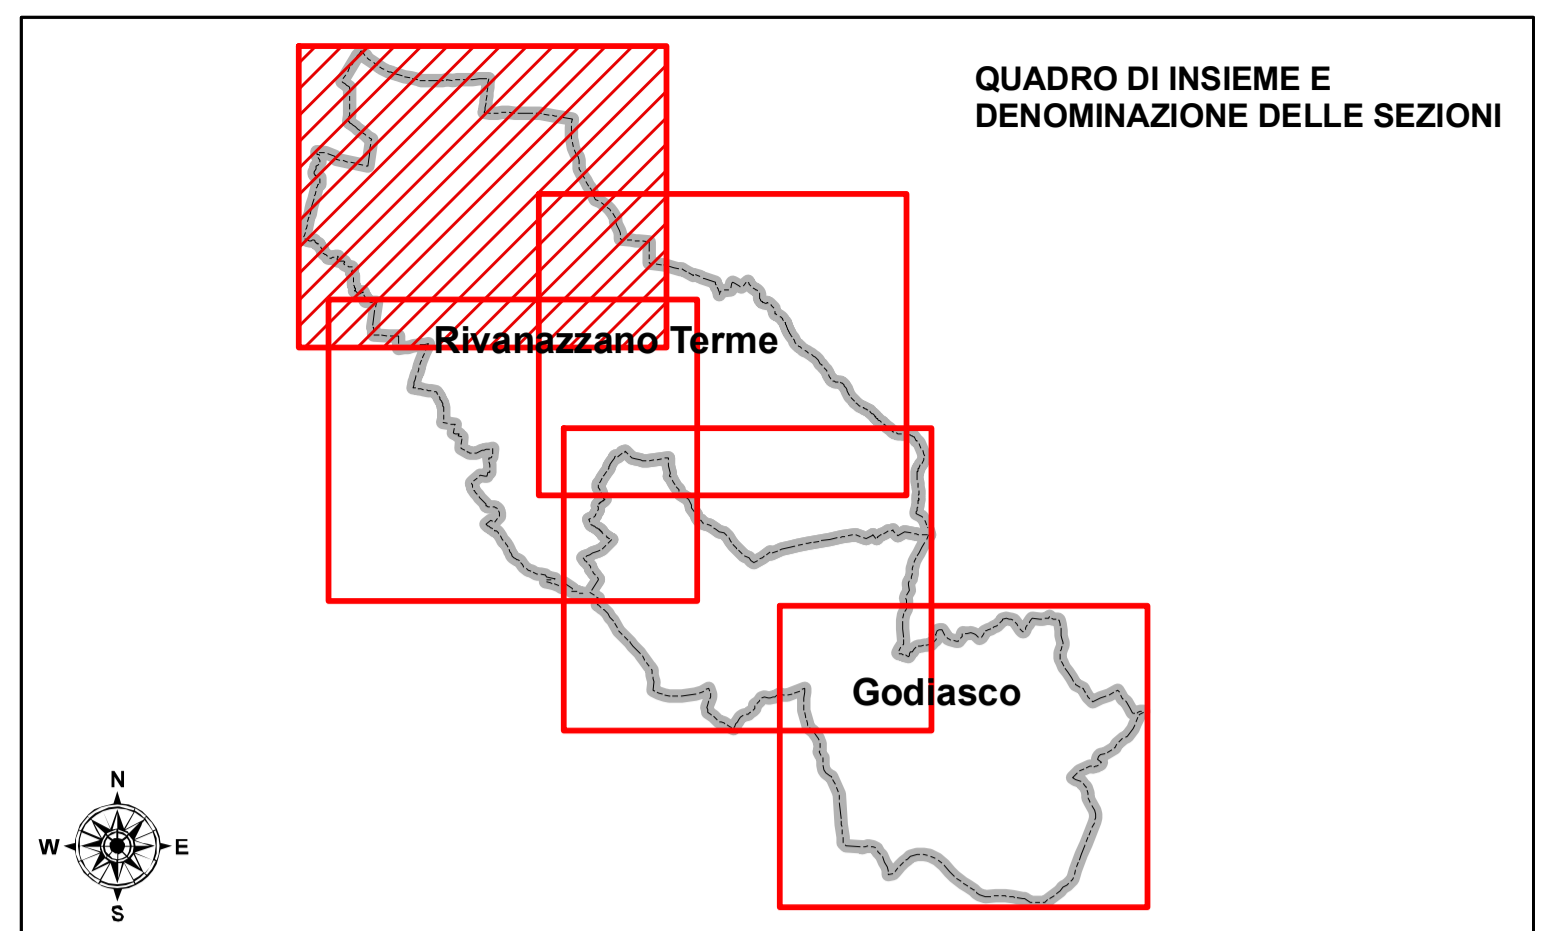 QUADRO DI INSIEME E
DENOMINAZIONE DELLE SEZIONI
Rivanazzano Terme
Godiasco
N
W E
S